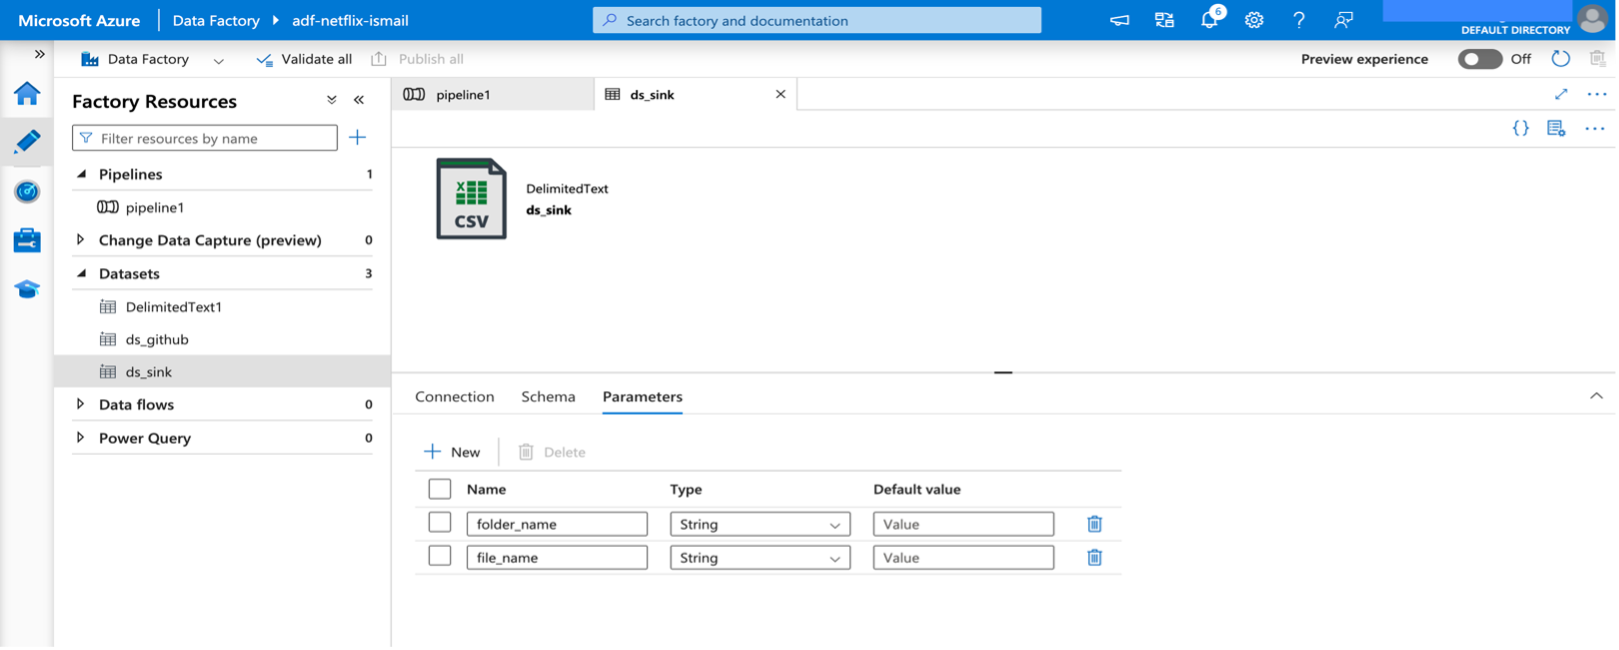 Microsoft Azure
Data Factory
adf-netflix-ismail
Search factory and documentation
6
DEFAULT DIRECTORY
Data Factory
Validate all
Publish all
Preview experience
Off
Factory Resources
Filter resources by name
Pipelines 1
pipeline1
Change Data Capture (preview) 0
Datasets 3
DelimitedText1
ds_github
ds_sink
Data flows 0
Power Query 0
pipeline1
ds_sink
{}
X
CSV
DelimitedText
ds_sink
Connection Schema Parameters
New Delete
Name Type Default value
folder_name String Value
file_name String Value